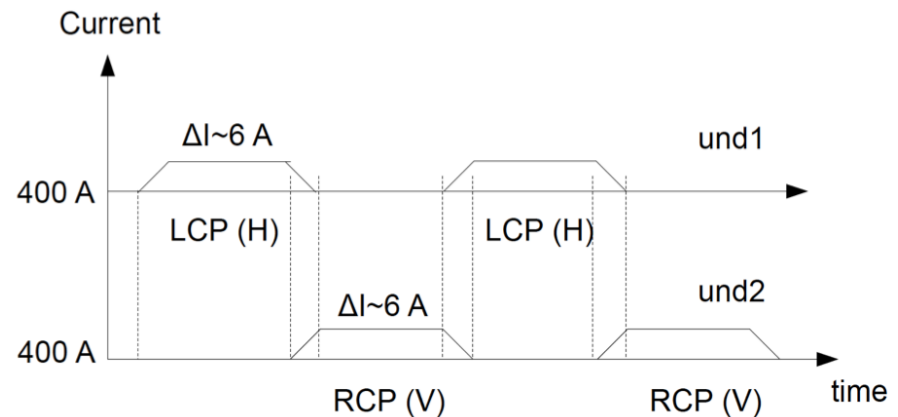 Current
ΔI~6 A
und1
400 A
LCP (H)
LCP (H)
und2
ΔI~6 A
400 A
time
RCP (V)
RCP (V)